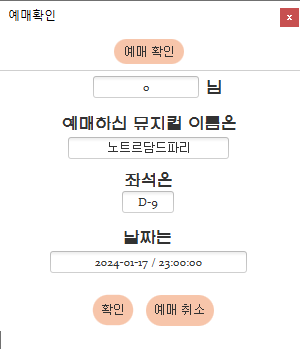 예매확인
x
예매 확인
0 님
예매하신 뮤지컬 이름은
노트르담드파리
좌석은
D-9
날짜는
2024-01-17 / 23:00:00
확인 예매 취소